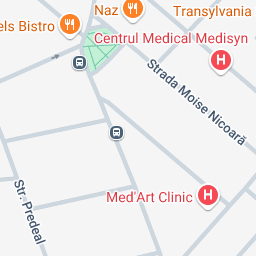 Naz
Transylvania
els Bistro
Centrul Medical Medisyn
Strada Moise Nicoară
Med'Art Clinic
Str. Predeal